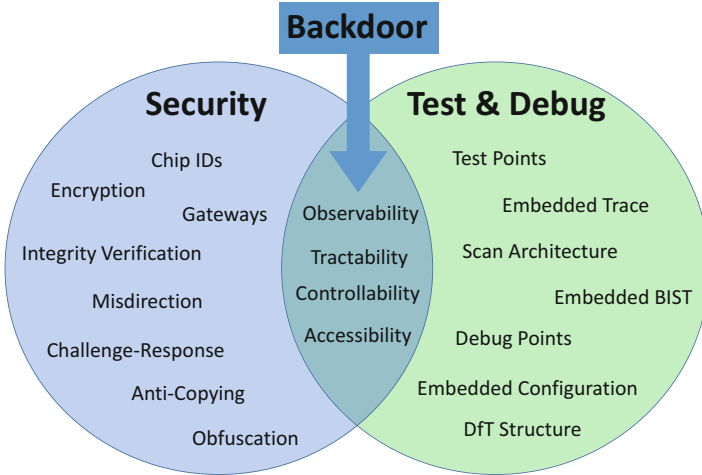 Backdoor
Security
Test & Debug
Chip IDs
Encryption
Gateways
Integrity Verification
Misdirection
Challenge-Response
Anti-Copying
Obfuscation
Observability
Tractability
Controllability
Accessibility
Test Points
Embedded Trace
Scan Architecture
Embedded BIST
Debug Points
Embedded Configuration
DfT Structure